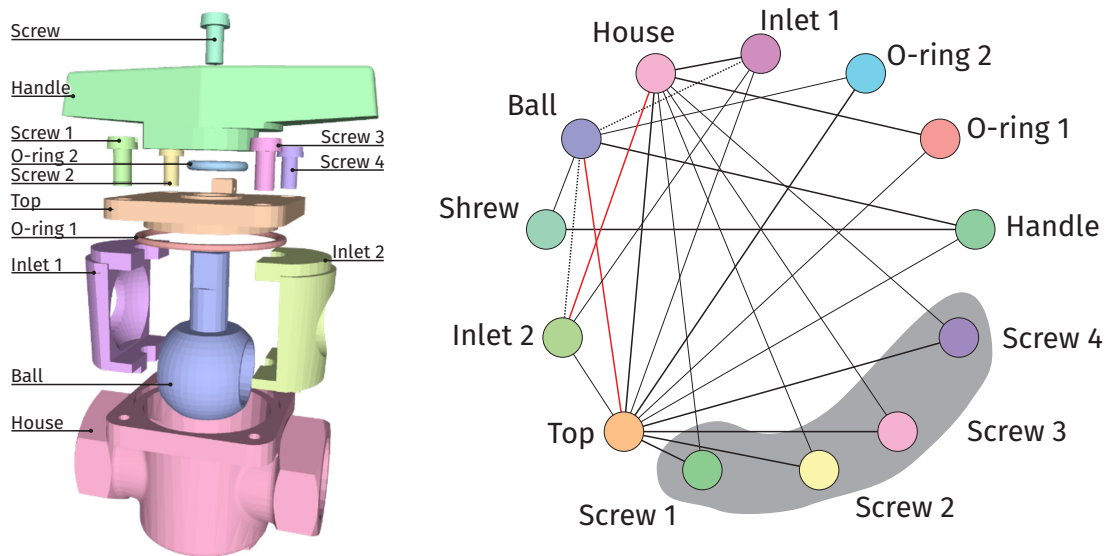 Screw
Handle
Screw 1
O-ring 2
Screw 2
Top
O-ring 1
Inlet 1
Screw 3
Screw 4
Inlet 2
Ball
House
House
Inlet 1
O-ring 2
Ball
O-ring 1
Shrew
Handle
Inlet 2
Screw 4
Top
Screw 3
Screw 1
Screw 2